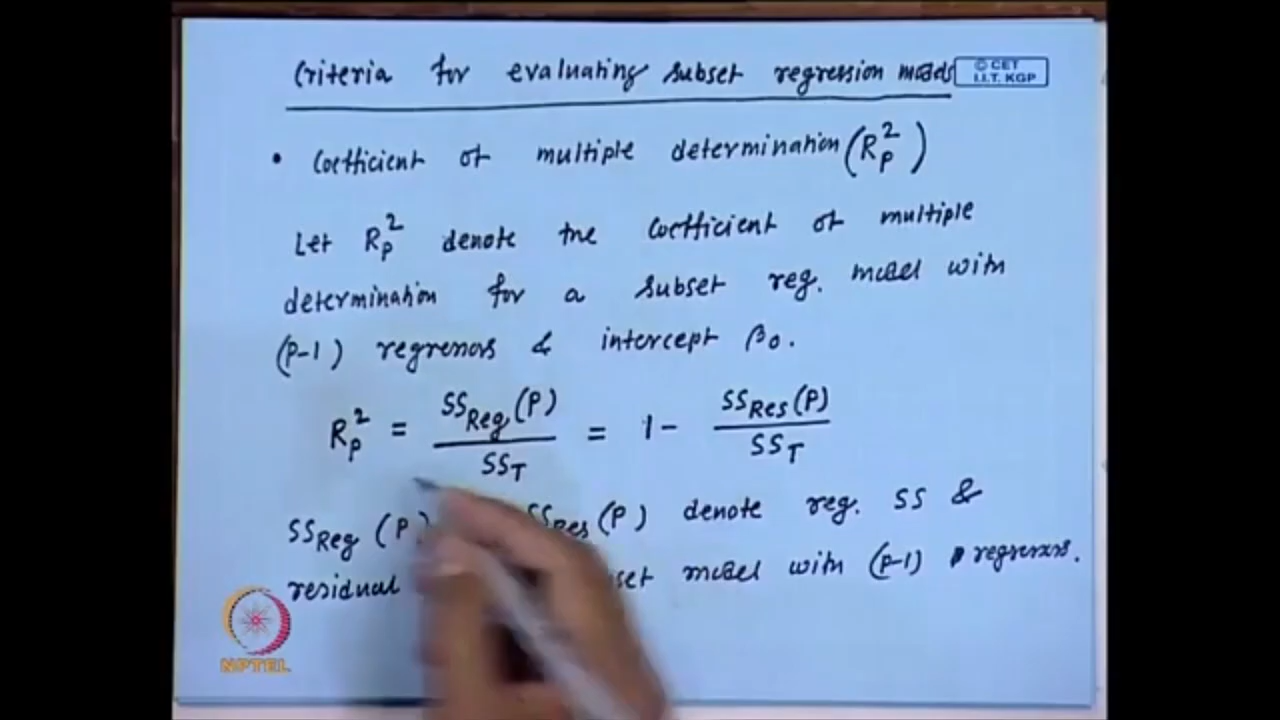 Criteria for evaluating subset regression models
© CET
I.I.T. KGP
• Coefficient of multiple determination (R_p^2)
Let R_p^2 denote the coefficient of multiple
determination for a subset reg. model with
(P-1) regressors & intercept β0.
R_p^2 = SS_Reg(P) / SS_T = 1 - SS_Res(P) / SS_T
SS_Reg (P) SS_Res(P) denote reg. SS &
residual model with (P-1) regressors.
NPTEL